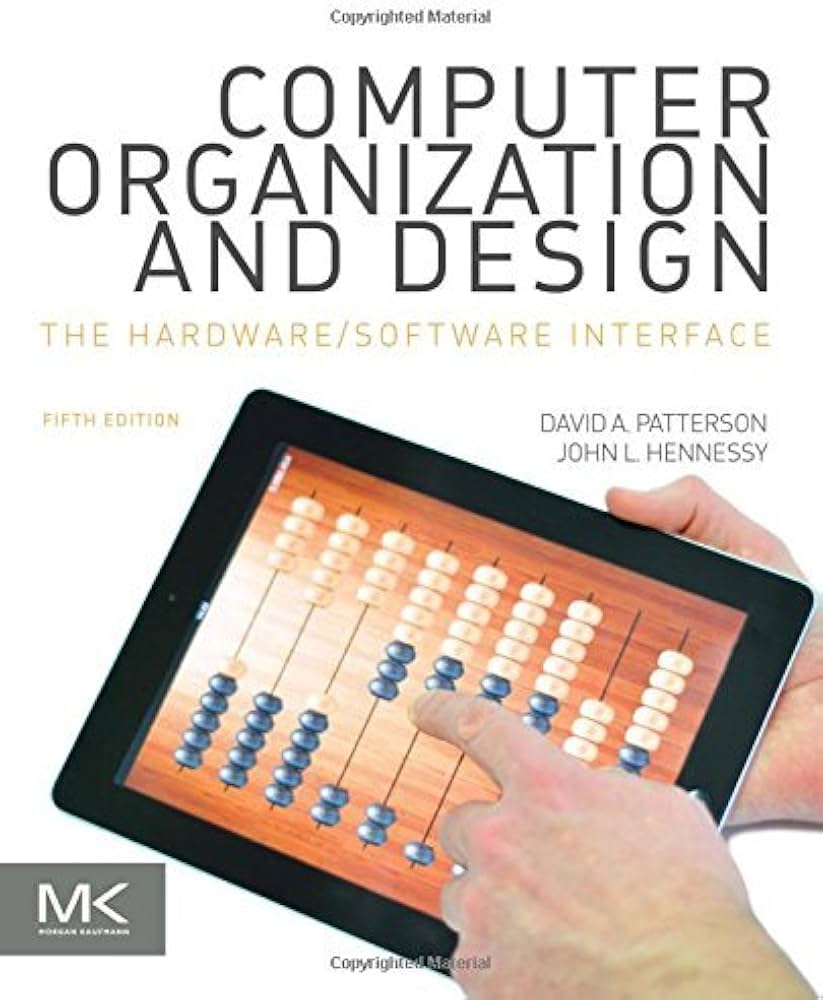 Copyrighted Material
COMPUTER
ORGANIZATION
AND DESIGN
THE HARDWARE/SOFTWARE INTERFACE
FIFTH EDITION
DAVID A. PATTERSON
JOHN L. HENNESSY
MK
MORGAN KAUFMANN
Copyrighted Material